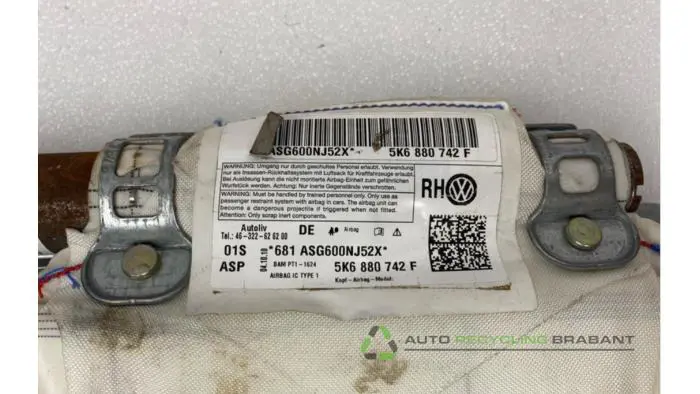 ASG600NJ52X* 5K6 880 742 F
WARNUNG: Umgang nur durch geschultes Personal erlaubt. Verwendung
nur als Insassen-Rückhaltesystem mit Luftsack für Kraftfahrzeuge erlaubt.
Bei Auslösung kann die nicht montierte Airbag-Einheit zum gefährlichen
Wurfstück werden. Achtung: Nur inerte Gegenstände verschrotten.
WARNING: Must be handled by trained personnel only. Only use as
passenger restraint system with airbag in cars. The airbag unit can
become a dangerous projectile if triggered when not fitted.
Attention: Only scrap inert components.
RH
Autoliv
Tel.: 46-322-62 62 00
DE
Airbag
01S *681 ASG600NJ52X*
ASP
BAM PT1-1624
5K6 880 742 F
AIRBAG IC TYPE 1
Kopf-Airbag-Modul
AUTO RECYCLING BRABANT